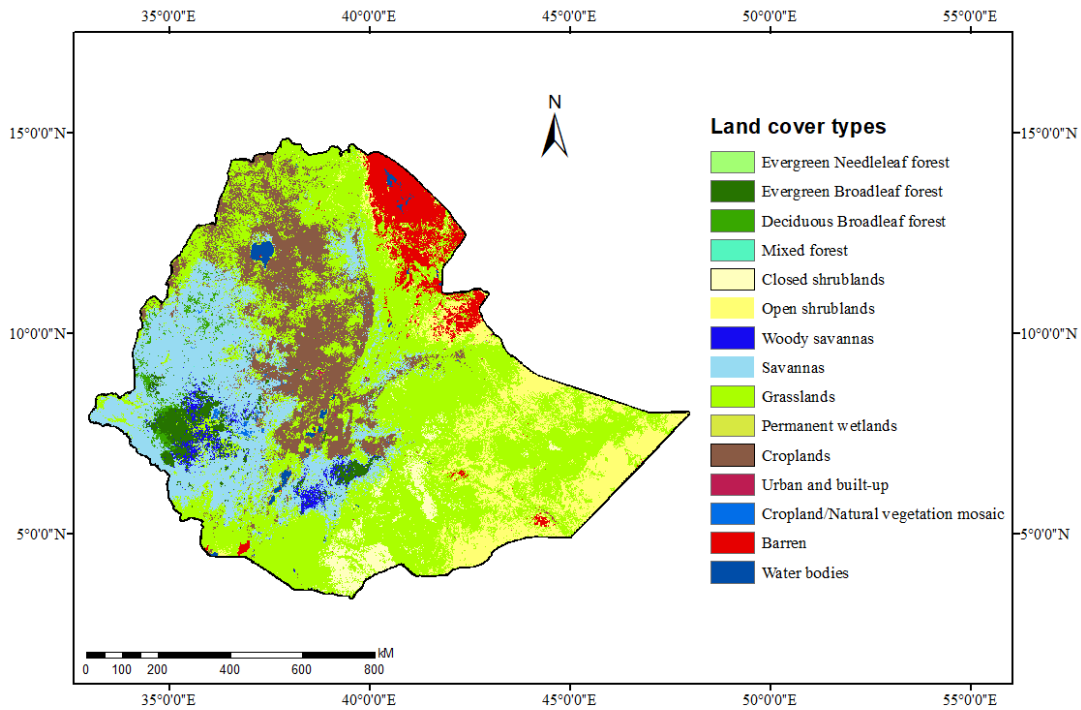 35°0'0"E 40°0'0"E 45°0'0"E 50°0'0"E 55°0'0"E
N
15°0'0"N 15°0'0"N
Land cover types
Evergreen Needleleaf forest
Evergreen Broadleaf forest
Deciduous Broadleaf forest
Mixed forest
Closed shrublands
Open shrublands
10°0'0"N 10°0'0"N
Woody savannas
Savannas
Grasslands
Permanent wetlands
Croplands
Urban and built-up
Cropland/Natural vegetation mosaic
5°0'0"N 5°0'0"N
Barren
Water bodies
kM
0 100 200 400 600 800
35°0'0"E 40°0'0"E 45°0'0"E 50°0'0"E 55°0'0"E